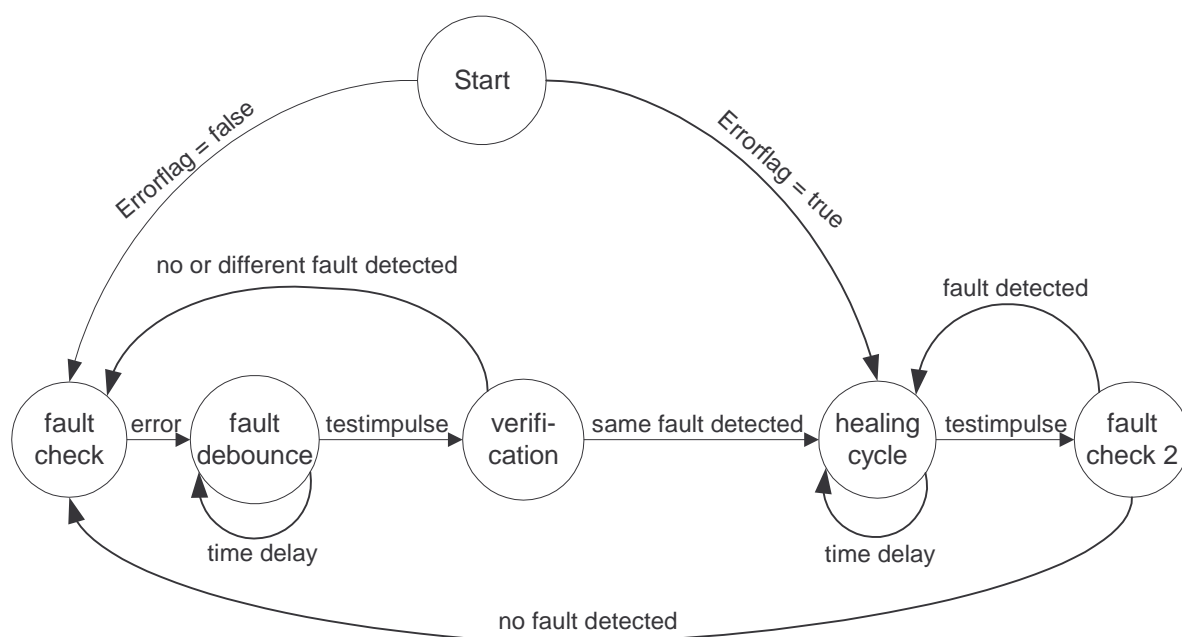 Start
Errorflag = false
Errorflag = true
no or different fault detected
fault detected
fault
check
error
fault
debounce
testimpulse
verifi-
cation
same fault detected
healing
cycle
testimpulse
fault
check 2
time delay
time delay
no fault detected